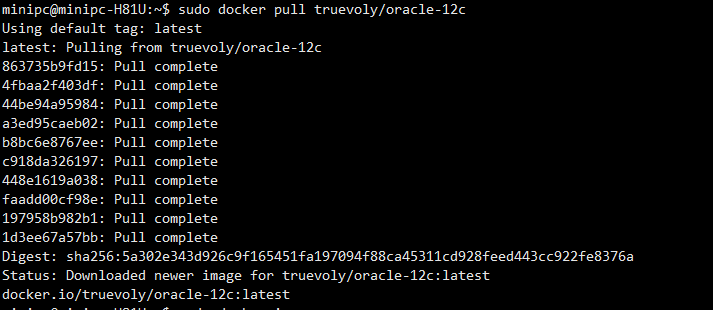 minipc@minipc-H81U:~$ sudo docker pull truevoly/oracle-12c
Using default tag: latest
latest: Pulling from truevoly/oracle-12c
863735b9fd15: Pull complete
4fbaa2f403df: Pull complete
44be94a95984: Pull complete
a3ed95caeb02: Pull complete
b8bc6e8767ee: Pull complete
c918da326197: Pull complete
448e1619a038: Pull complete
faadd00cf98e: Pull complete
197958b982b1: Pull complete
1d3ee67a57bb: Pull complete
Digest: sha256:5a302e343d926c9f165451fa197094f88ca45311cd928feed443cc922fe8376a
Status: Downloaded newer image for truevoly/oracle-12c:latest
docker.io/truevoly/oracle-12c:latest